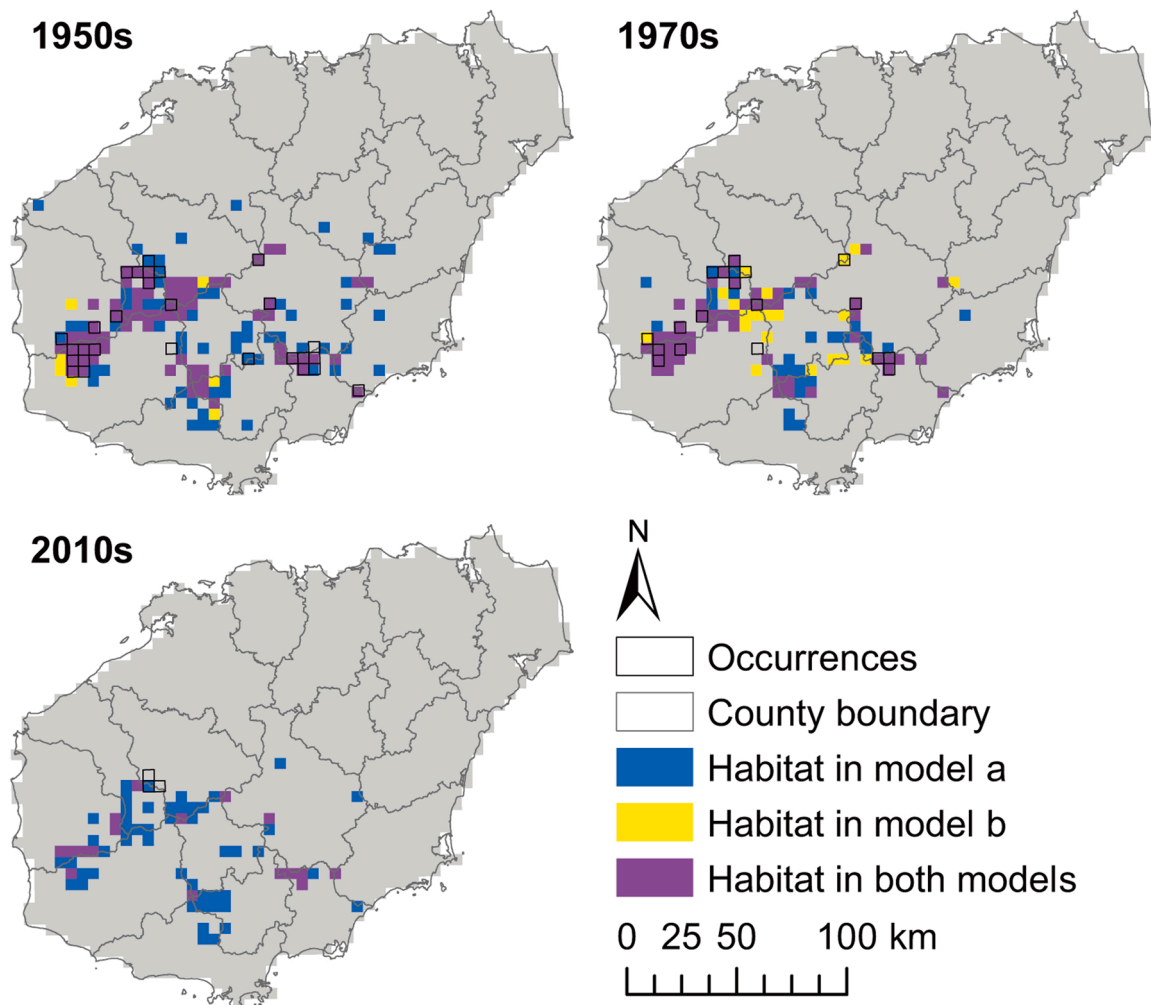 1950s
1970s
2010s
N
Occurrences
County boundary
Habitat in model a
Habitat in model b
Habitat in both models
0 25 50 100 km